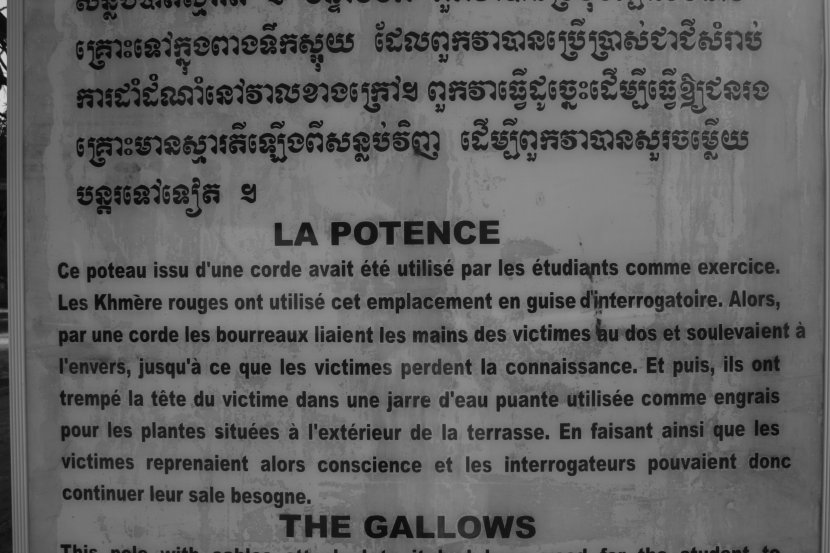 គ្រោះទៅក្នុងពាងទឹកស្អុយ ដែលពួកវាបានប្រើប្រាស់ជាជីសំរាប់
ការដាំដំណាំនៅវាលខាងក្រៅ។ ពួកវាធ្វើដូច្នេះដើម្បីធ្វើឱ្យជនរង
គ្រោះមានស្មារតីឡើងពីសន្លប់វិញ ដើម្បីពួកវាបានសួរចម្លើយ
បន្តរទៅទៀត ។
LA POTENCE
Ce poteau issu d'une corde avait été utilisé par les étudiants comme exercice.
Les Khmère rouges ont utilisé cet emplacement en guise d'interrogatoire. Alors,
par une corde les bourreaux liaient les mains des victimes au dos et soulevaient à
l'envers, jusqu'à ce que les victimes perdent la connaissance. Et puis, ils ont
trempé la tête du victime dans une jarre d'eau puante utilisée comme engrais
pour les plantes situées à l'extérieur de la terrasse. En faisant ainsi que les
victimes reprenaient alors conscience et les interrogateurs pouvaient donc
continuer leur sale besogne.
THE GALLOWS
This pole with cables